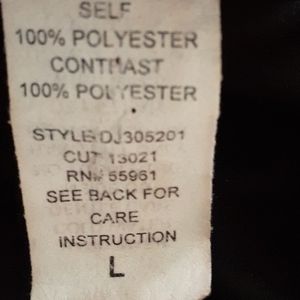 SELF
100% POLYESTER
CONTRAST
100% POLYESTER
STYLE-DJ305201
CUT 13021
RN# 55961
SEE BACK FOR
CARE
INSTRUCTION
L